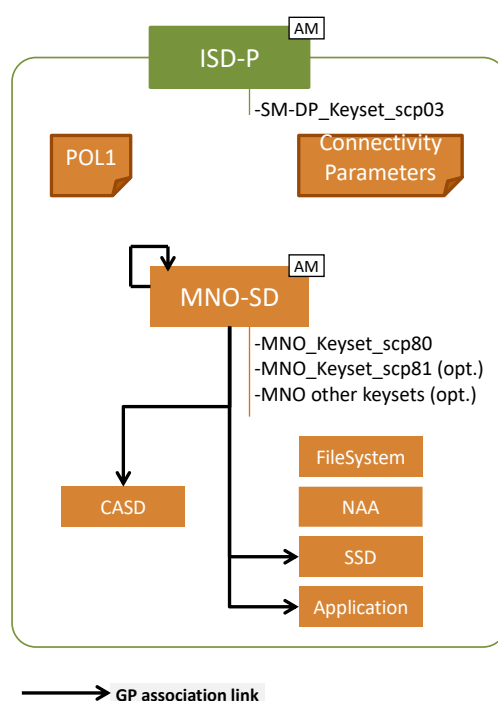 AM
ISD-P
-SM-DP_Keyset_scp03
POL1
Connectivity
Parameters
AM
MNO-SD
-MNO_Keyset_scp80
-MNO_Keyset_scp81 (opt.)
-MNO other keysets (opt.)
FileSystem
CASD
NAA
SSD
Application
GP association link